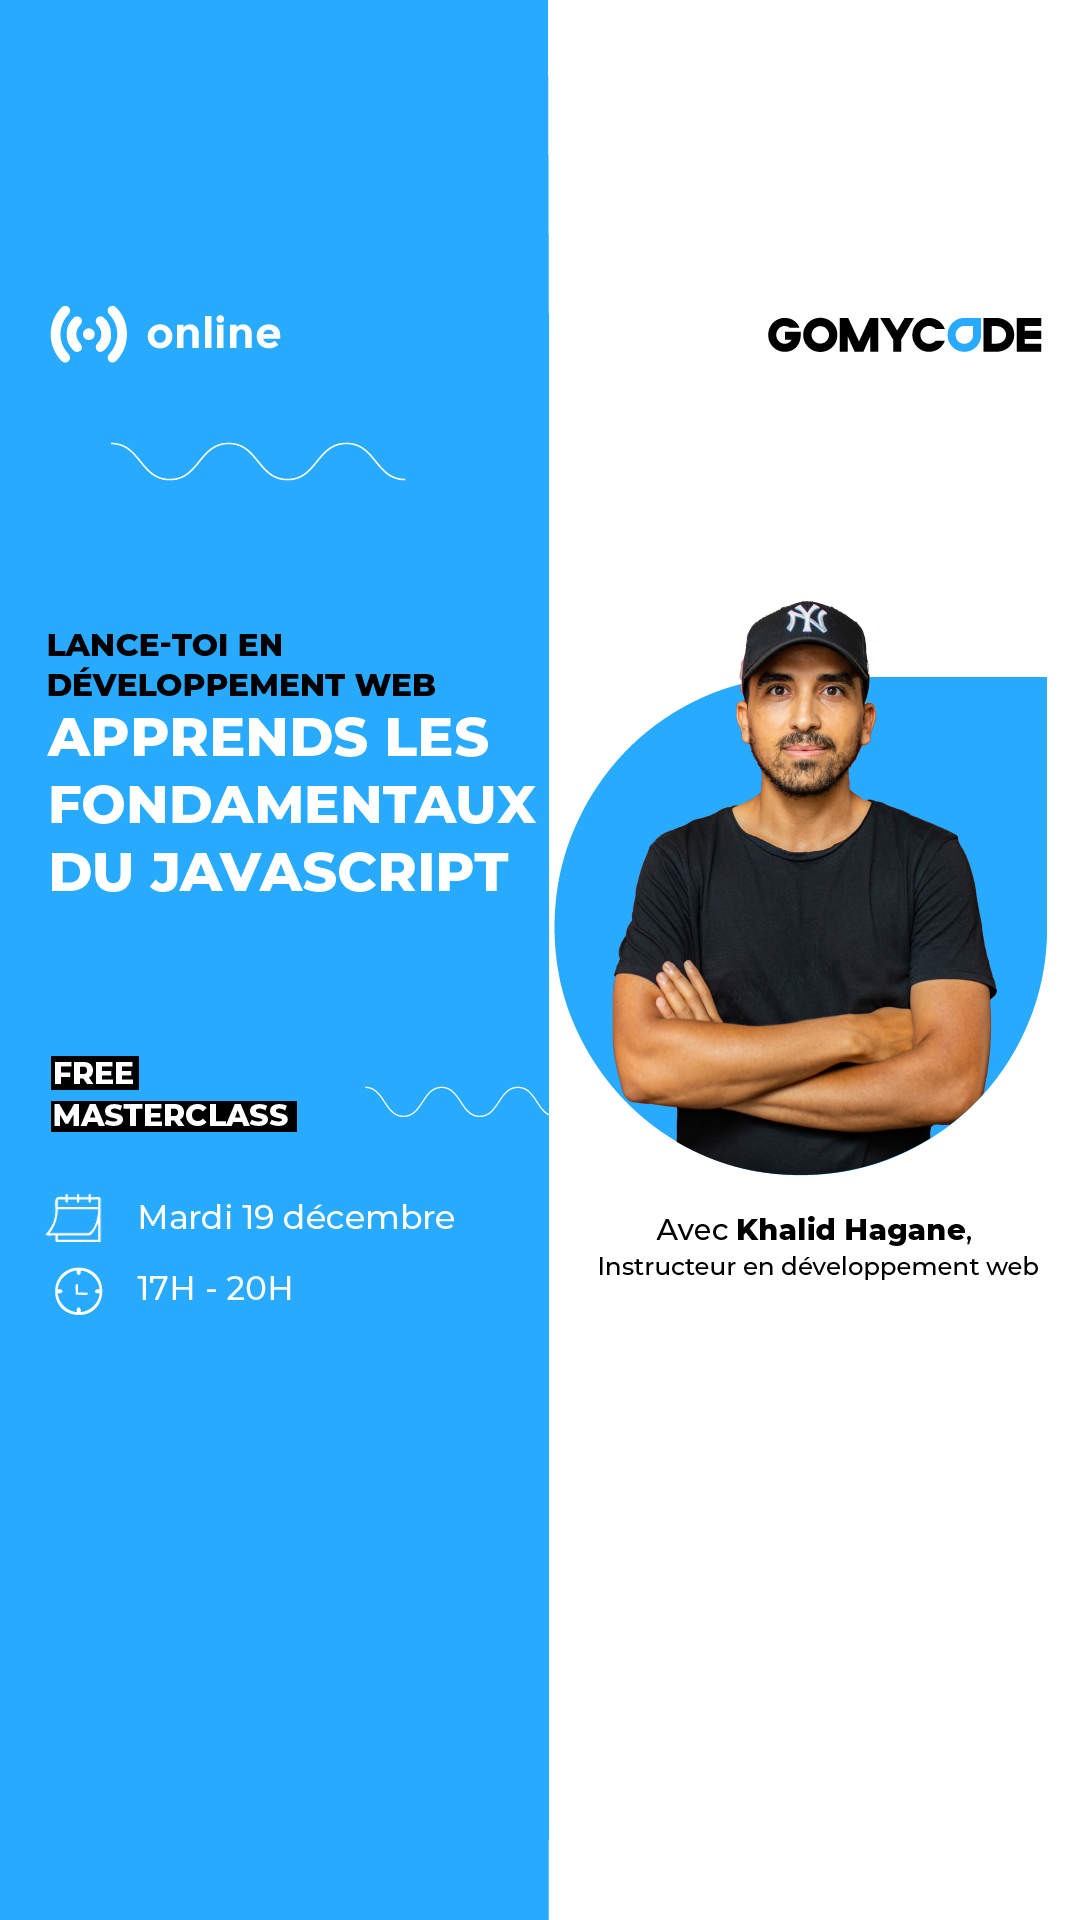 online
GOMYCODE
LANCE-TOI EN
DÉVELOPPEMENT WEB
APPRENDS LES
FONDAMENTAUX
DU JAVASCRIPT
NY
FREE
MASTERCLASS
Mardi 19 décembre
17H - 20H
Avec Khalid Hagane,
Instructeur en développement web